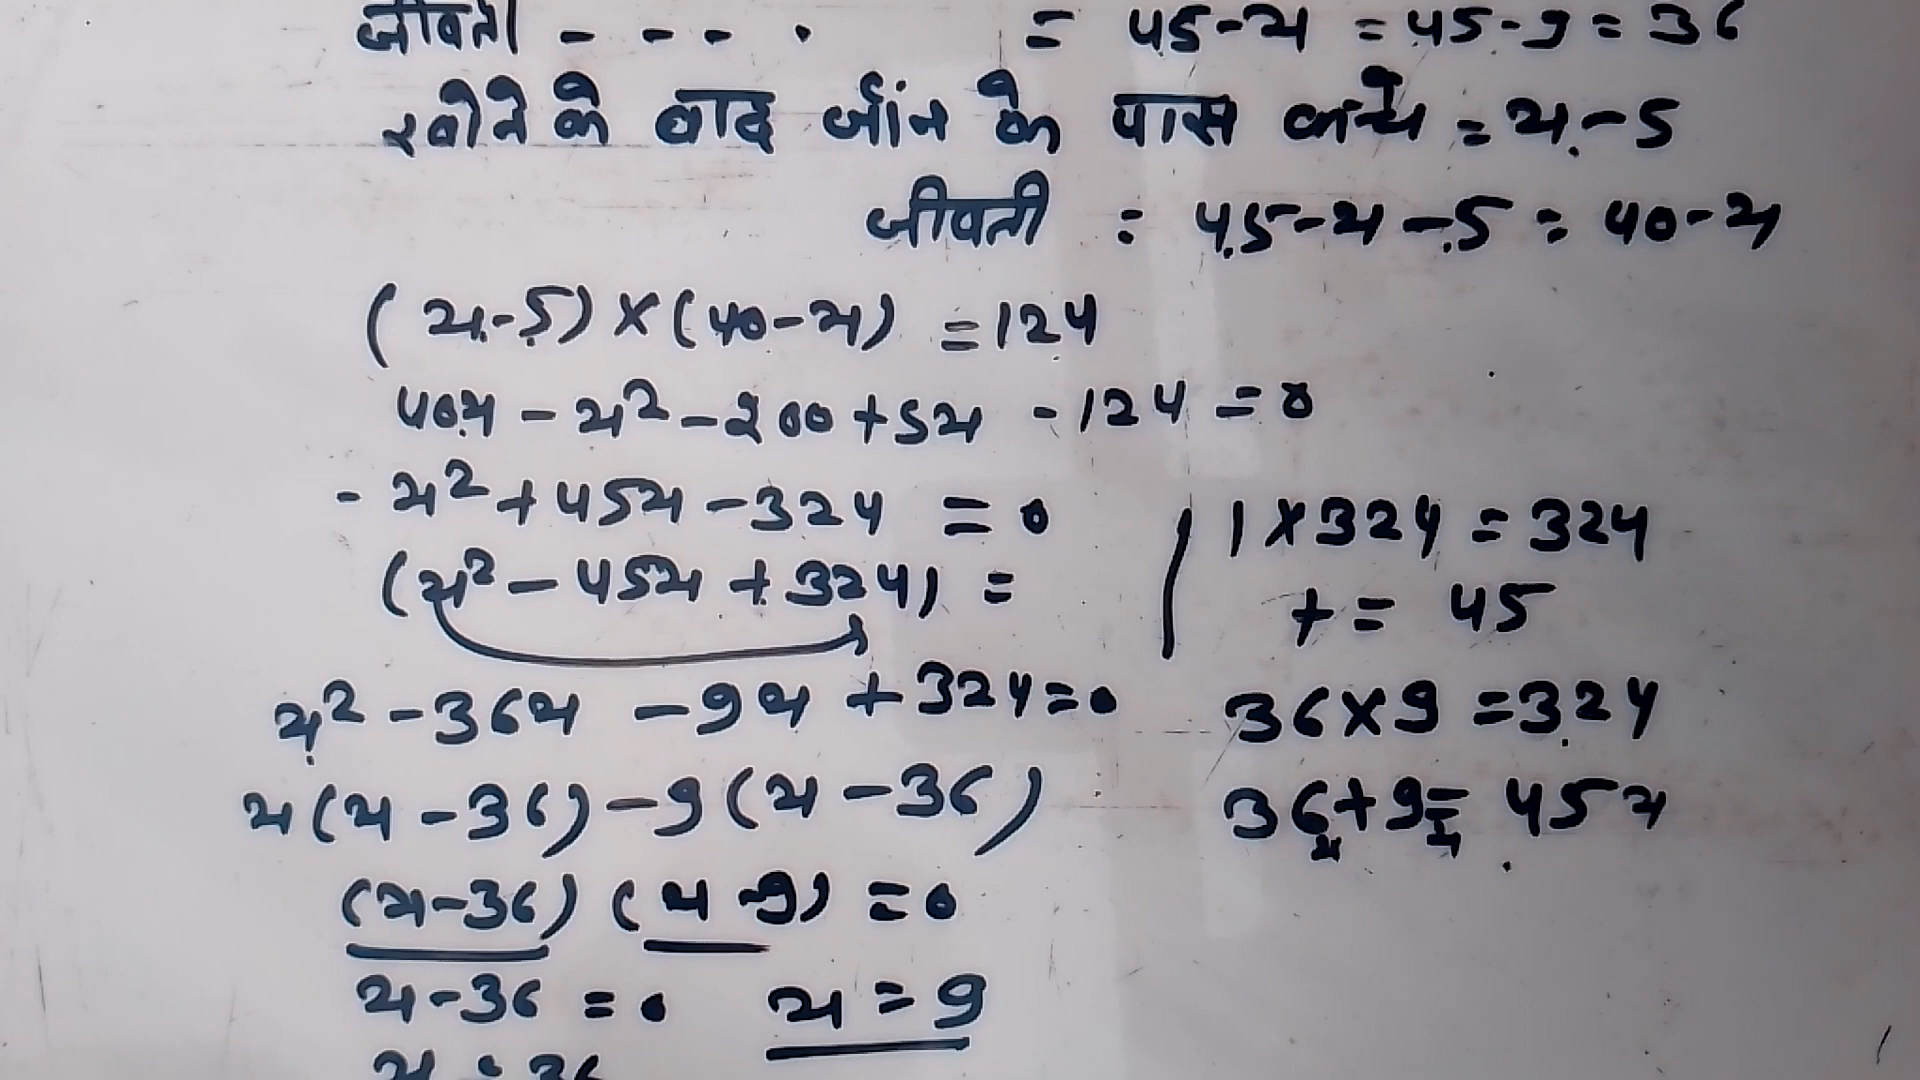 जीवती - - - . = 45-x = 45-9 = 36
खोने के बाद जॉन के पास कंचे = x-5
जीवती = 45-x-5 = 40-x
(x-5)×(40-x) = 124
40x - x² - 200 + 5x - 124 = 0
- x² + 45x - 324 = 0
(x² - 45x + 324) =
1×324 = 324
+ = 45
x² - 36x - 9x + 324 = 0
36×9 = 324
x(x-36) - 9(x-36)
36x+9x = 45x
(x-36) (x-9) = 0
x-36 = 0 x = 9
x = 36